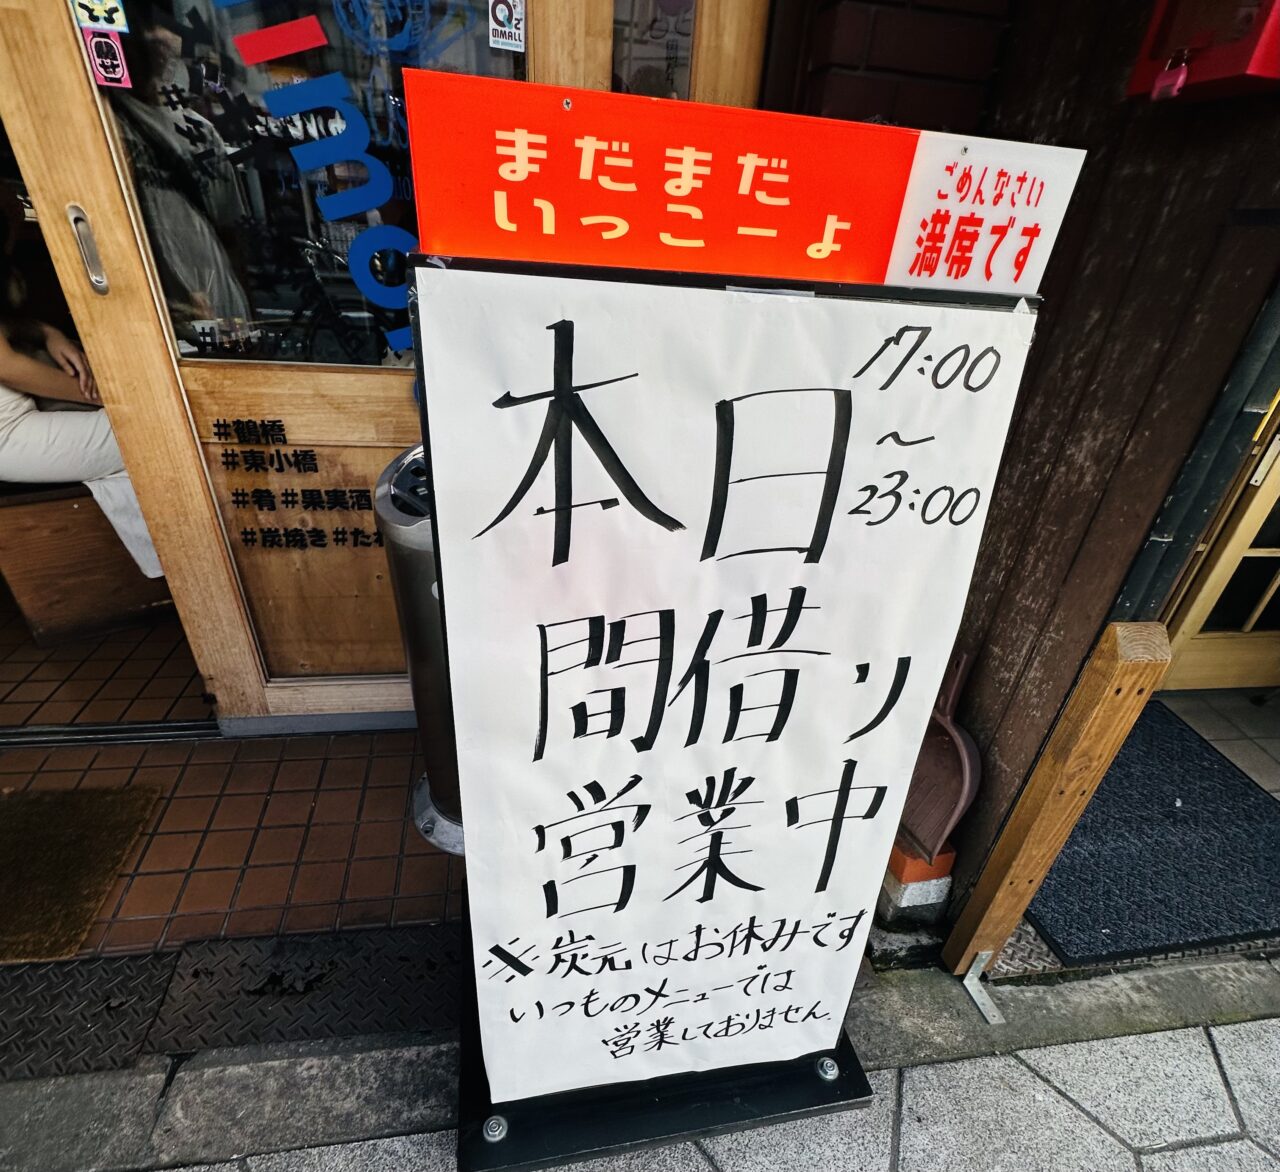 まだまだ
いっこーよ
ごめんなさい
満席です
本日
17:00
〜
23:00
間借り
営業中
※炭元はお休みです
いつものメニューでは
営業しておりません.
#鶴橋
#東小橋
#肴 #果実酒
#炭焼き #たれ
MMALL